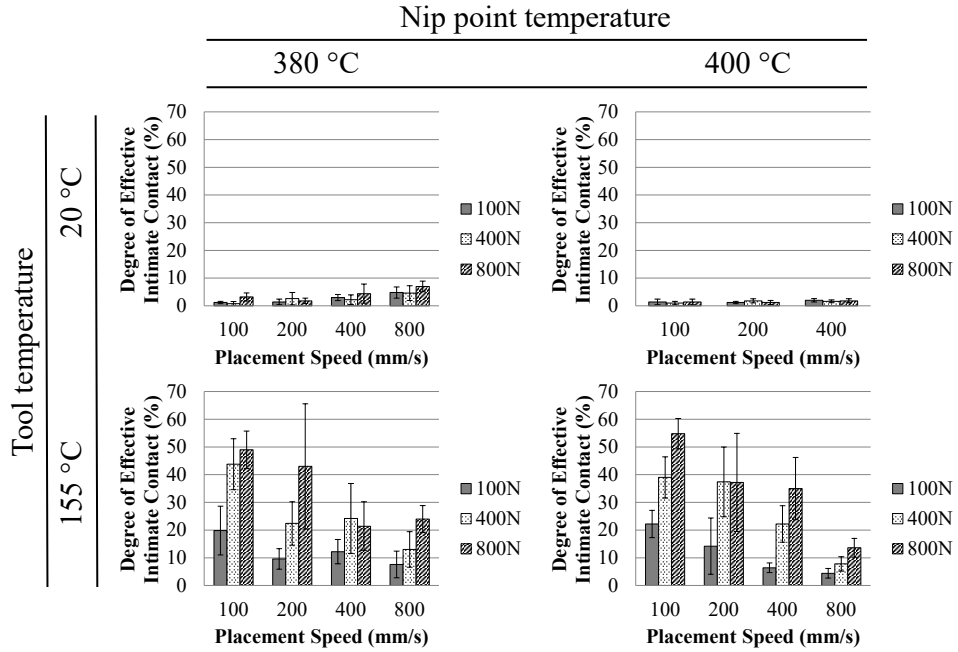 Nip point temperature
380 °C
400 °C
Tool temperature
20 °C
155 °C
Degree of Effective
Intimate Contact (%)
70
60
50
40
30
20
10
0
100 200 400 800
Placement Speed (mm/s)
100N
400N
800N
Degree of Effective
Intimate Contact (%)
70
60
50
40
30
20
10
0
100 200 400
Placement Speed (mm/s)
100N
400N
800N
Degree of Effective
Intimate Contact (%)
70
60
50
40
30
20
10
0
100 200 400 800
Placement Speed (mm/s)
100N
400N
800N
Degree of Effective
Intimate Contact (%)
70
60
50
40
30
20
10
0
100 200 400 800
Placement Speed (mm/s)
100N
400N
800N